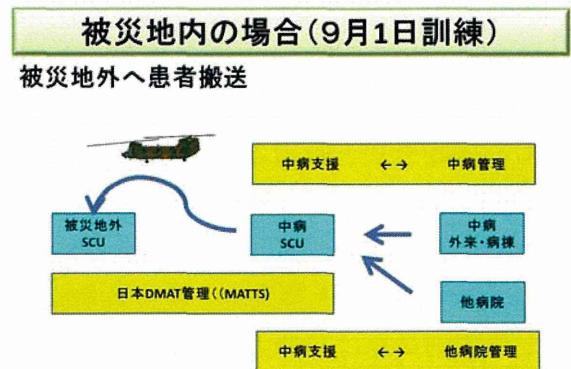 被災地内の場合(9月1日訓練)
被災地外へ患者搬送
中病支援 ←→ 中病管理
被災地外
SCU
中病
SCU
中病
外来・病棟
日本DMAT管理((MATTS)
他病院
中病支援 ←→ 他病院管理